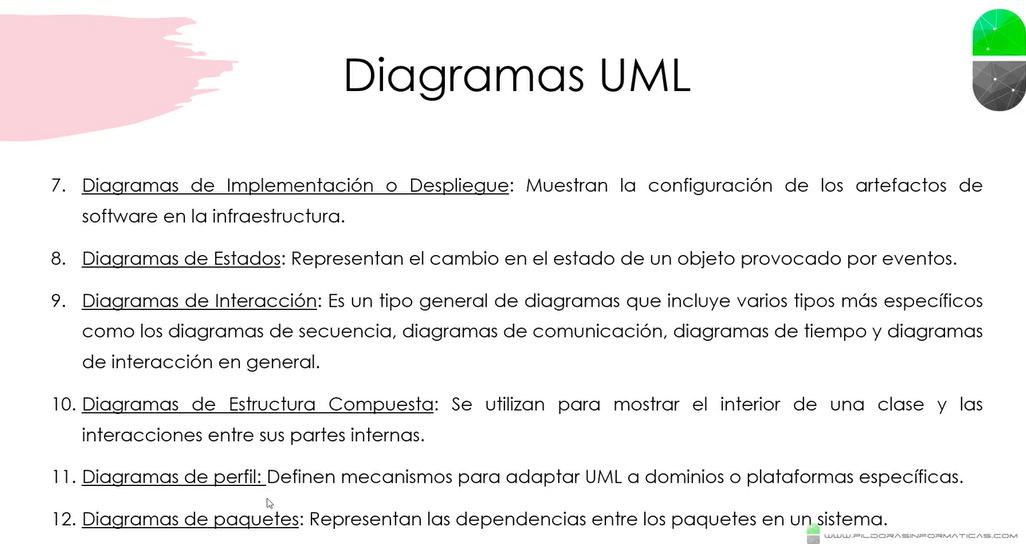 Diagramas UML
7. Diagramas de Implementación o Despliegue: Muestran la configuración de los artefactos de
software en la infraestructura.
8. Diagramas de Estados: Representan el cambio en el estado de un objeto provocado por eventos.
9. Diagramas de Interacción: Es un tipo general de diagramas que incluye varios tipos más específicos
como los diagramas de secuencia, diagramas de comunicación, diagramas de tiempo y diagramas
de interacción en general.
10. Diagramas de Estructura Compuesta: Se utilizan para mostrar el interior de una clase y las
interacciones entre sus partes internas.
11. Diagramas de perfil: Definen mecanismos para adaptar UML a dominios o plataformas específicas.
12. Diagramas de paquetes: Representan las dependencias entre los paquetes en un sistema.
WWW.PILDORASINFORMATICAS.COM